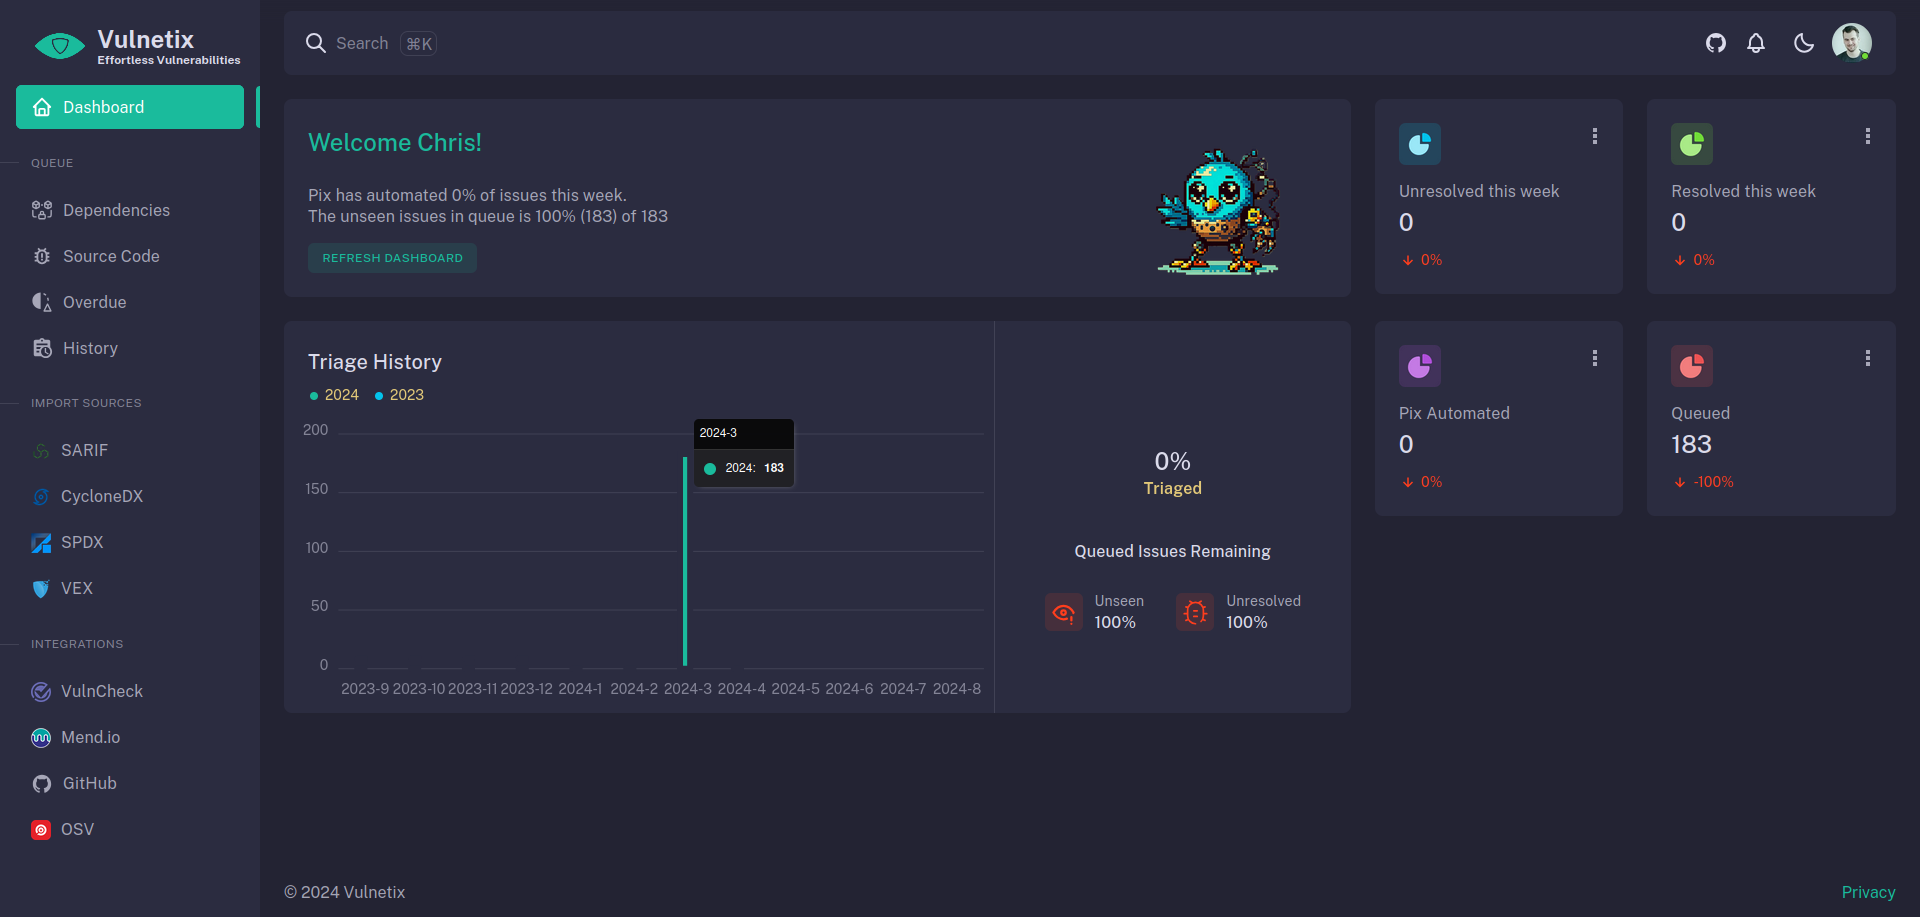 Vulnetix
Effortless Vulnerabilities
Dashboard
QUEUE
Dependencies
Source Code
Overdue
History
IMPORT SOURCES
SARIF
CycloneDX
SPDX
VEX
INTEGRATIONS
VulnCheck
Mend.io
GitHub
OSV
Search ⌘K
Welcome Chris!
Pix has automated 0% of issues this week.
The unseen issues in queue is 100% (183) of 183
REFRESH DASHBOARD
Unresolved this week
0
0%
Resolved this week
0
0%
Triage History
2024 2023
200
150
100
50
0
2023-9 2023-10 2023-11 2023-12 2024-1 2024-2 2024-3 2024-4 2024-5 2024-6 2024-7 2024-8
2024-3
2024: 183
0%
Triaged
Queued Issues Remaining
Unseen
100%
Unresolved
100%
Pix Automated
0
0%
Queued
183
-100%
© 2024 Vulnetix
Privacy